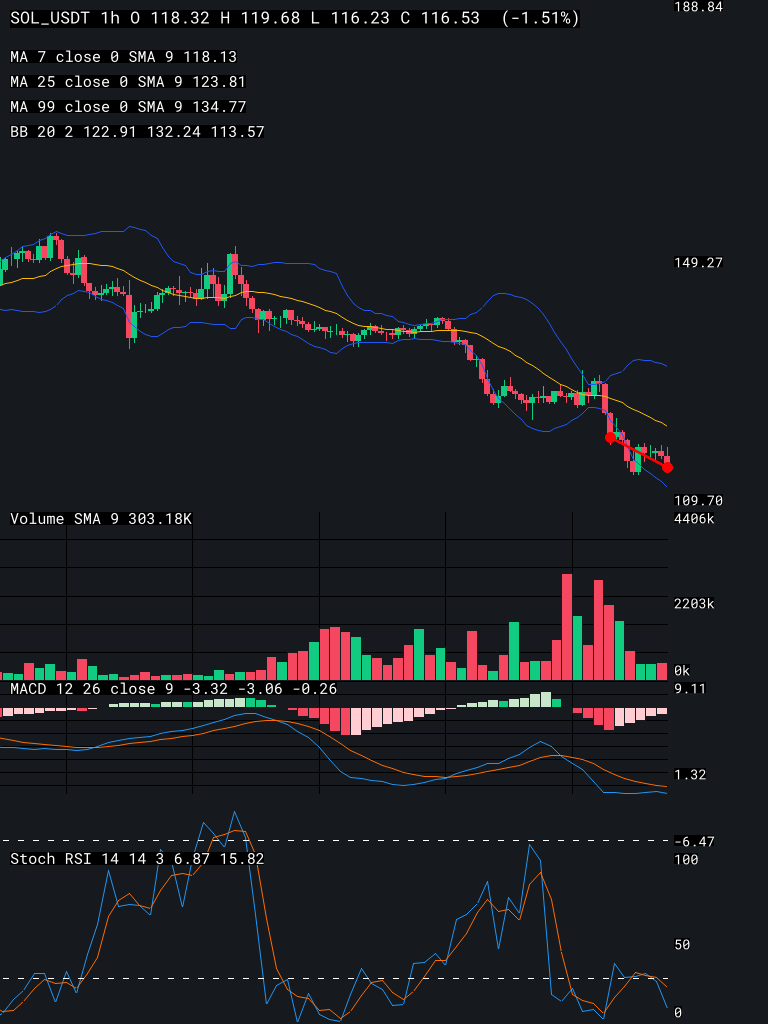 SOL_USDT 1h O 118.32 H 119.68 L 116.23 C 116.53 (-1.51%)
188.84
MA 7 close 0 SMA 9 118.13
MA 25 close 0 SMA 9 123.81
MA 99 close 0 SMA 9 134.77
BB 20 2 122.91 132.24 113.57
149.27
109.70
Volume SMA 9 303.18K
4406k
2203k
0k
MACD 12 26 close 9 -3.32 -3.06 -0.26
9.11
1.32
-6.47
Stoch RSI 14 14 3 6.87 15.82
100
50
0